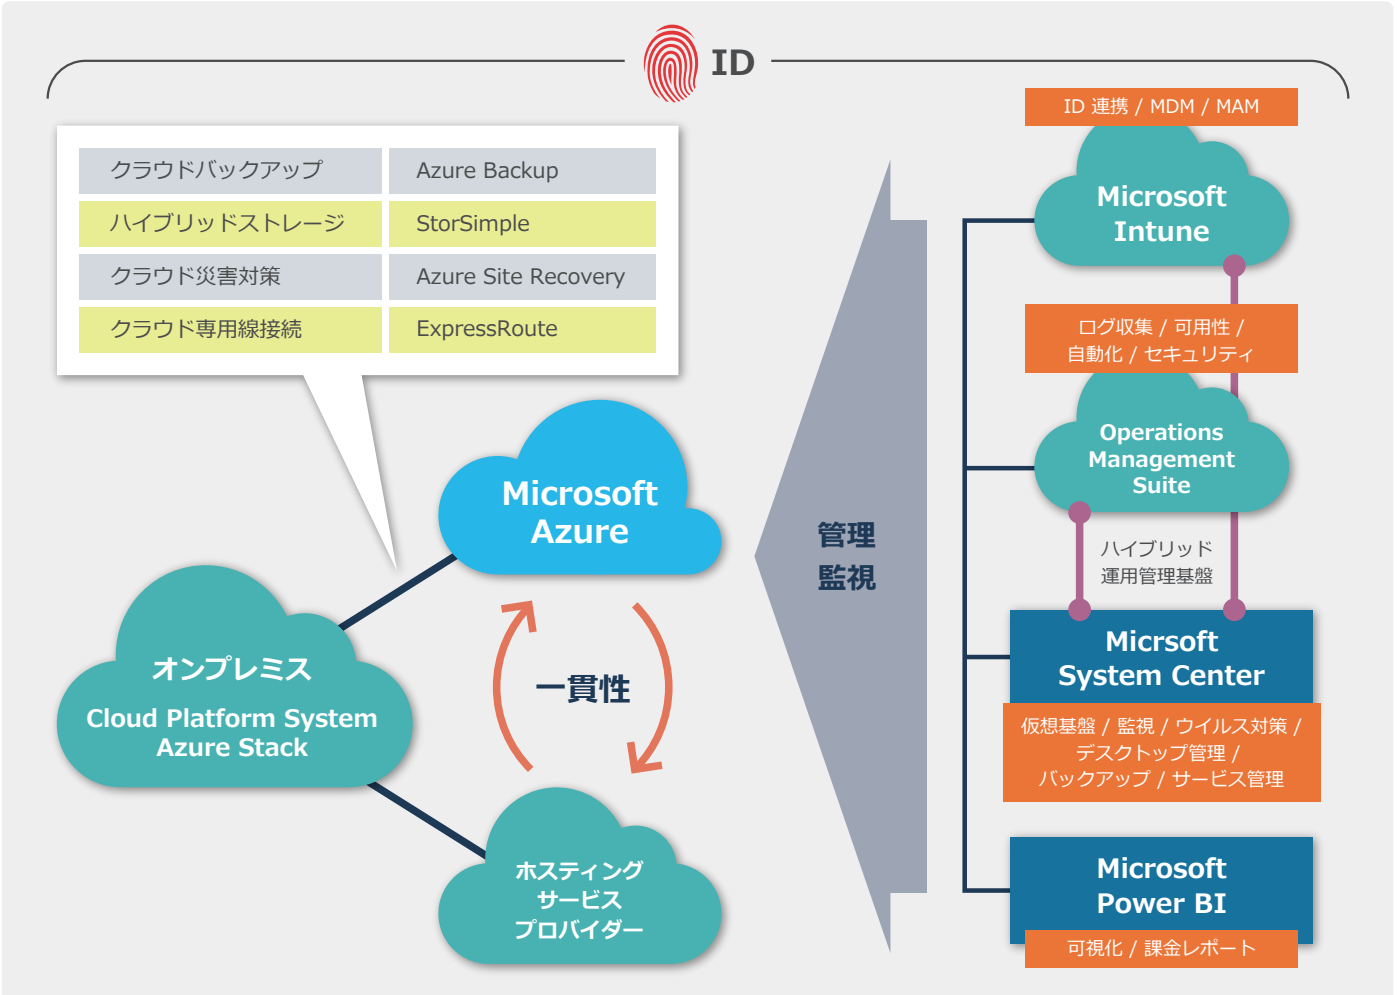 ID
クラウドバックアップ Azure Backup
ハイブリッドストレージ StorSimple
クラウド災害対策 Azure Site Recovery
クラウド専用線接続 ExpressRoute
Microsoft
Azure
オンプレミス
Cloud Platform System
Azure Stack
一貫性
ホスティング
サービス
プロバイダー
管理
監視
ID 連携 / MDM / MAM
Microsoft
Intune
ログ収集 / 可用性 /
自動化 / セキュリティ
Operations
Management
Suite
ハイブリッド
運用管理基盤
Micrsoft
System Center
仮想基盤 / 監視 / ウイルス対策 /
デスクトップ管理 /
バックアップ / サービス管理
Microsoft
Power BI
可視化 / 課金レポート